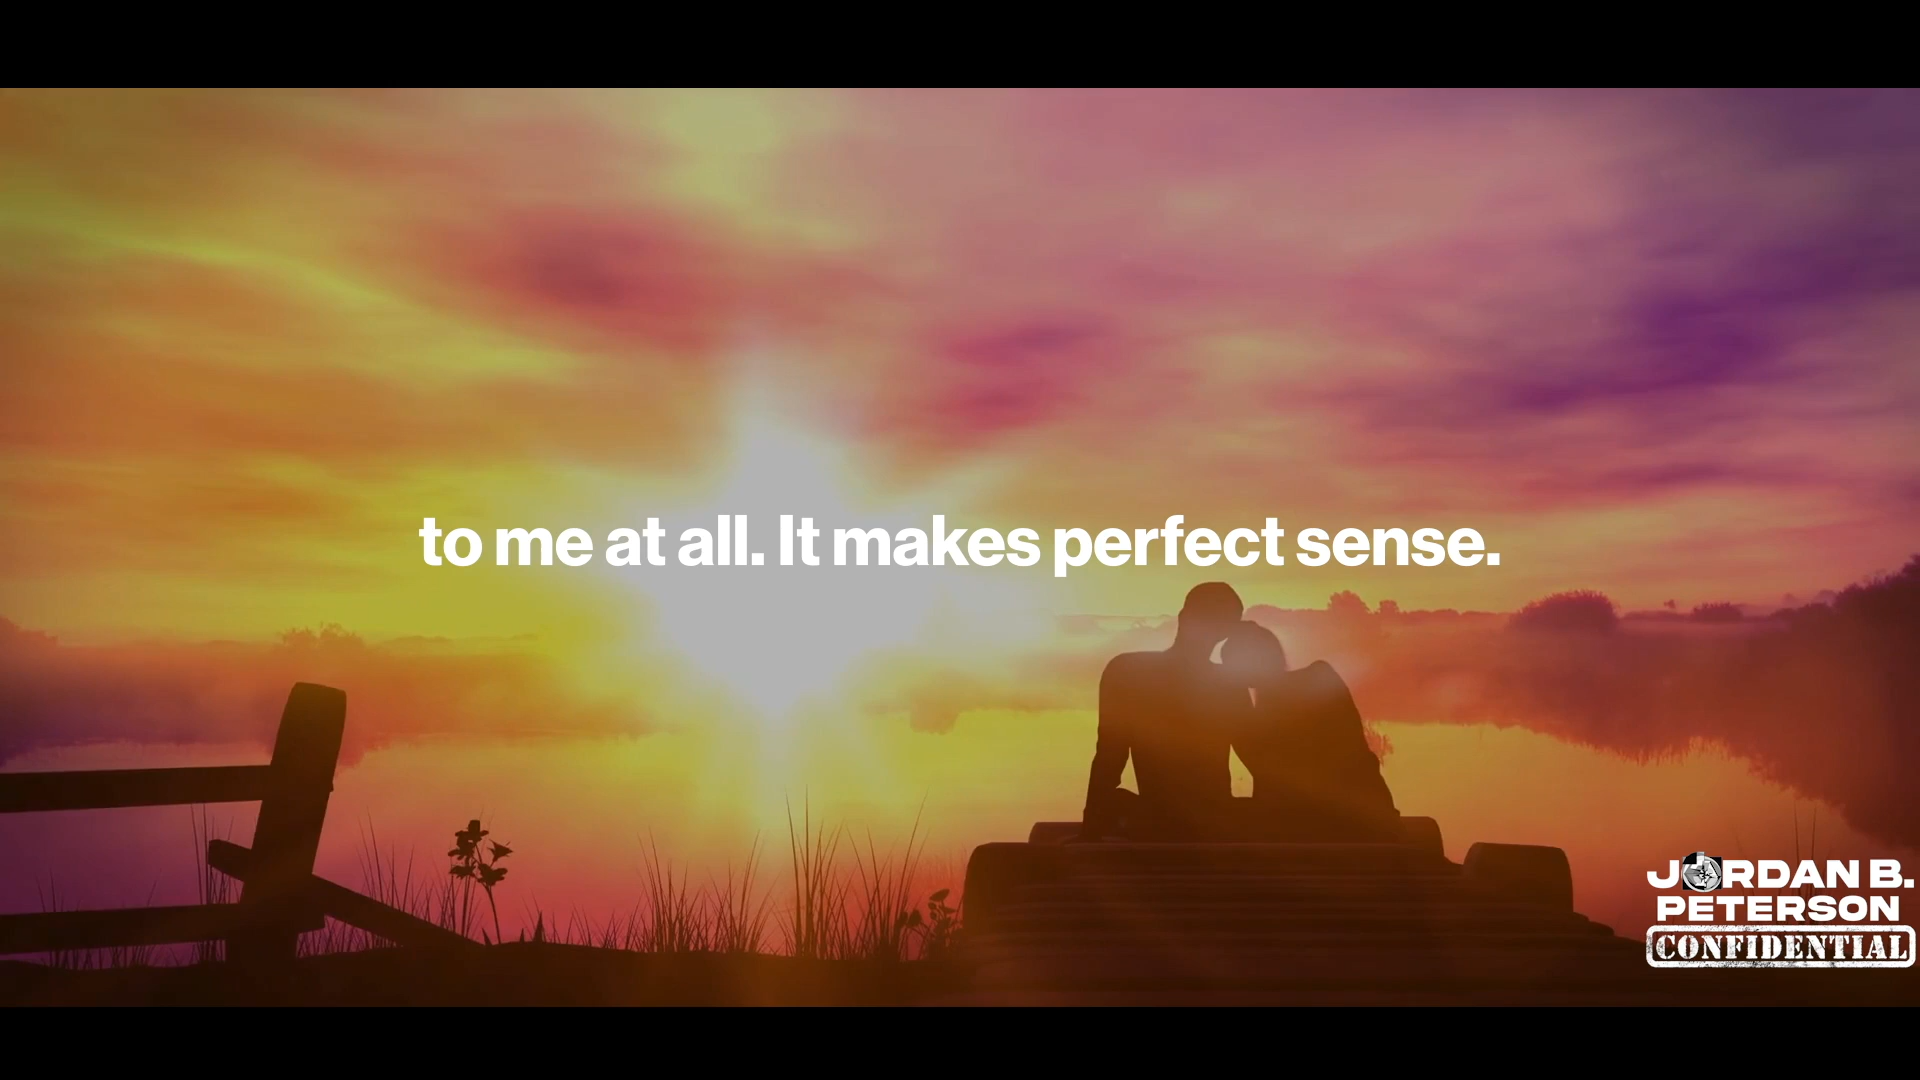 to me at all. It makes perfect sense.
JORDAN B.
PETERSON
CONFIDENTIAL